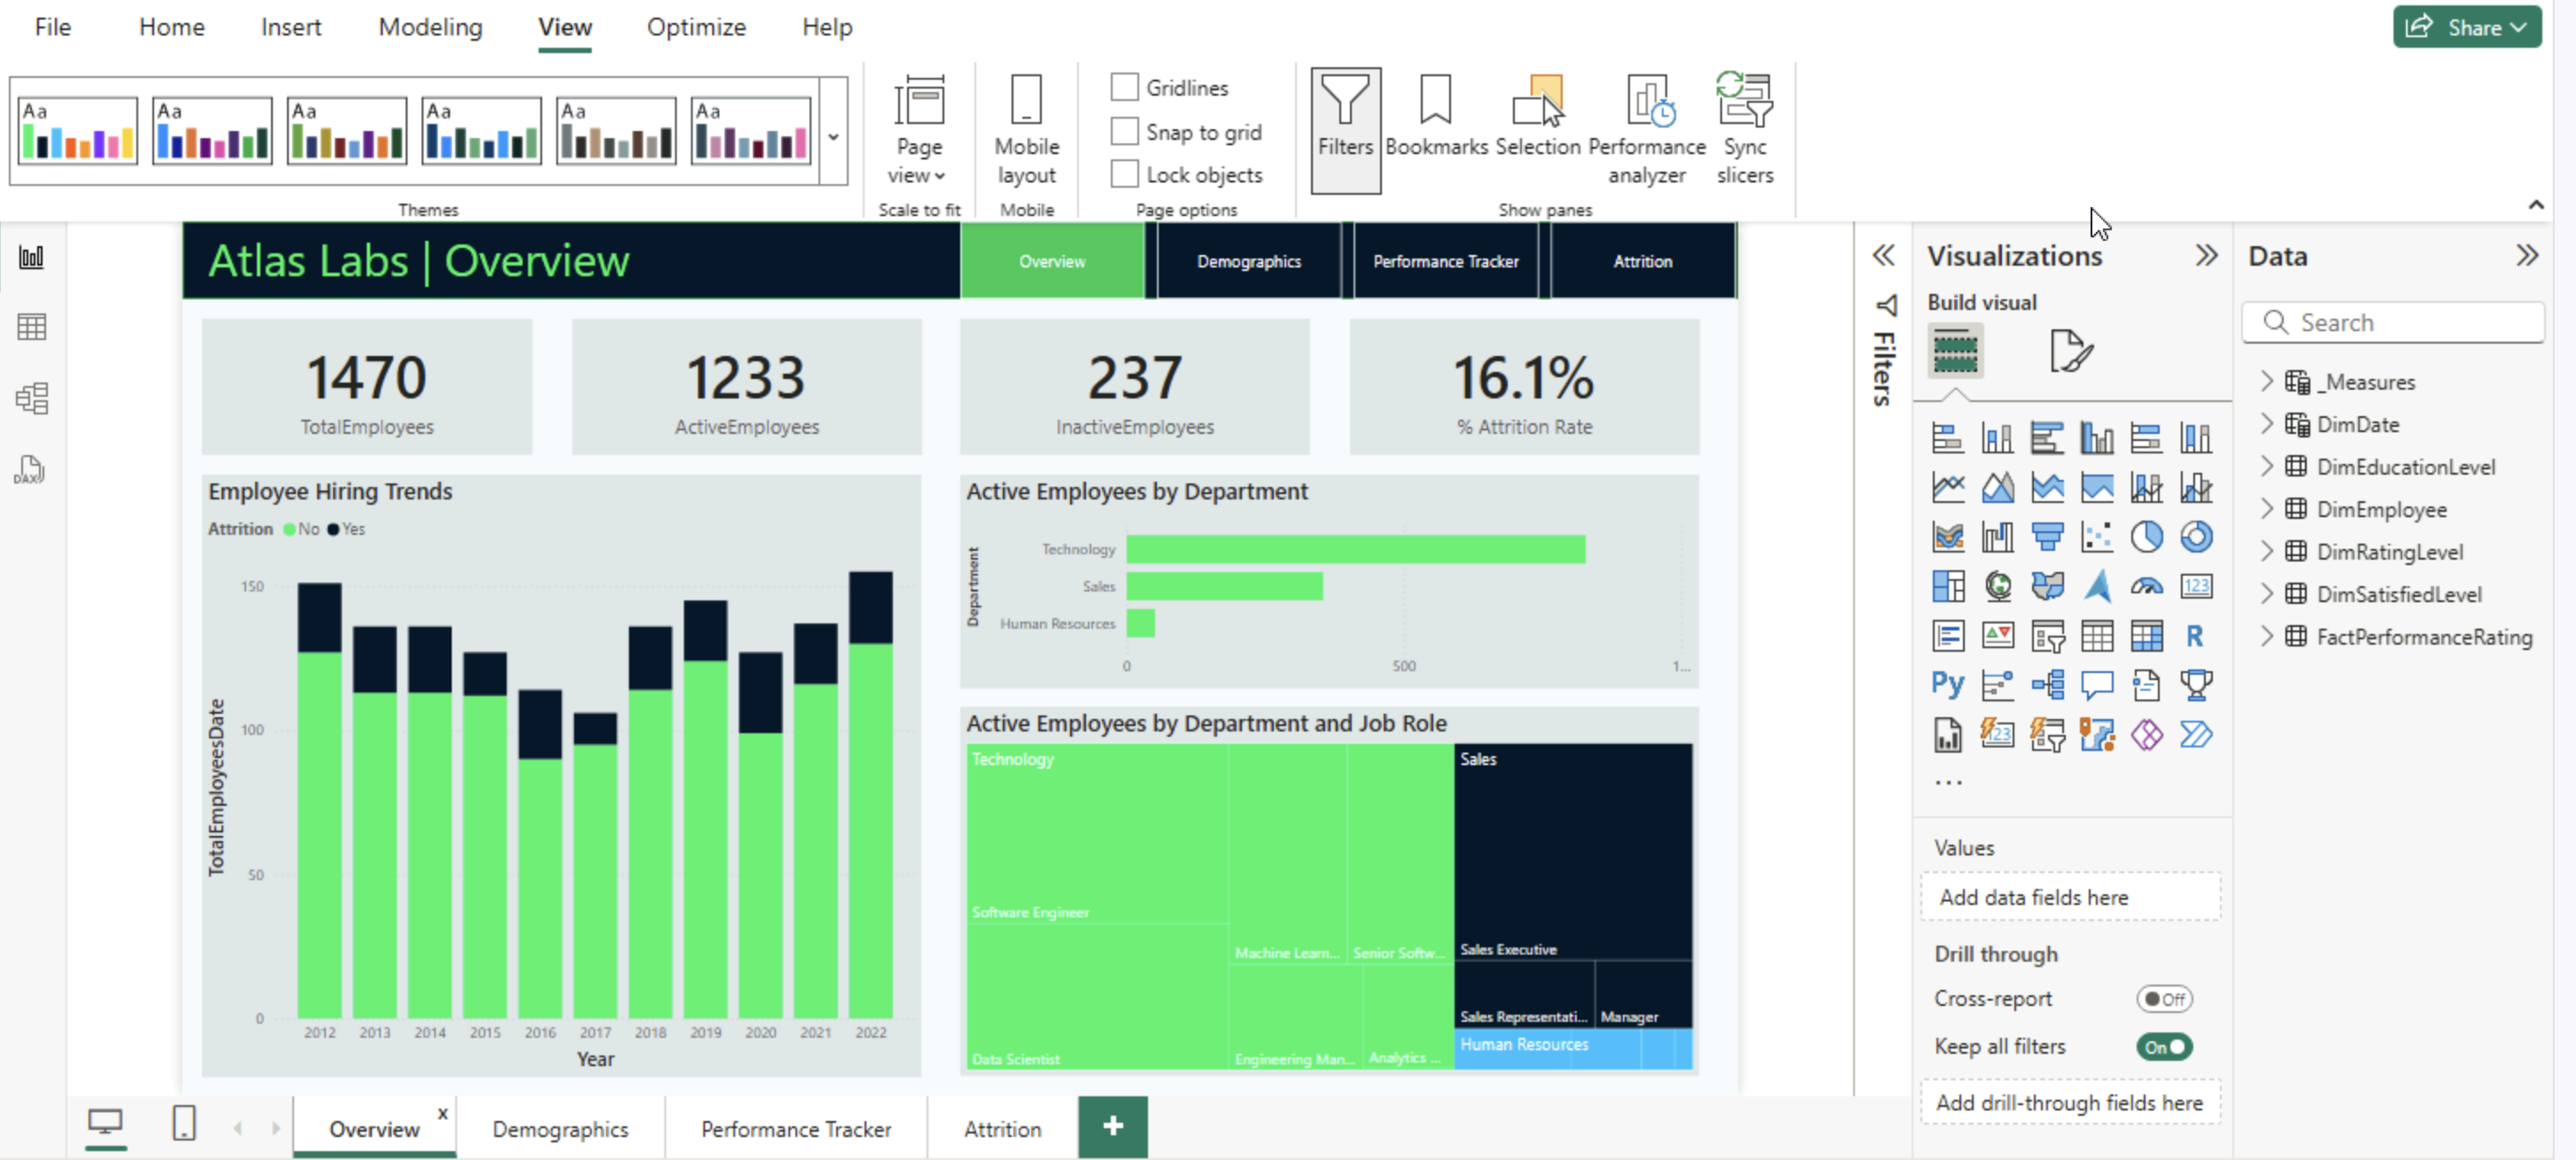 File Home Insert Modeling View Optimize Help Share
Aa Aa Aa Aa Aa Aa
Page view
Mobile layout
Gridlines
Snap to grid
Lock objects
Filters Bookmarks Selection Performance analyzer Sync slicers
Themes Scale to fit Mobile Page options Show panes
Atlas Labs | Overview
Overview Demographics Performance Tracker Attrition
1470
TotalEmployees
1233
ActiveEmployees
237
InactiveEmployees
16.1%
% Attrition Rate
Employee Hiring Trends
Attrition No Yes
TotalEmployeesDate
150
100
50
0
2012 2013 2014 2015 2016 2017 2018 2019 2020 2021 2022
Year
Active Employees by Department
Department
Technology
Sales
Human Resources
0 500 1...
Active Employees by Department and Job Role
Technology
Software Engineer
Data Scientist
Machine Learn...
Senior Softw...
Engineering Man...
Analytics ...
Sales
Sales Executive
Sales Representati...
Manager
Human Resources
Overview x
Demographics
Performance Tracker
Attrition
+
DAX
Filters
Visualizations
Build visual
123
R
Py
123
...
Values
Add data fields here
Drill through
Cross-report Off
Keep all filters On
Add drill-through fields here
Data
Search
_Measures
DimDate
DimEducationLevel
DimEmployee
DimRatingLevel
DimSatisfiedLevel
FactPerformanceRating